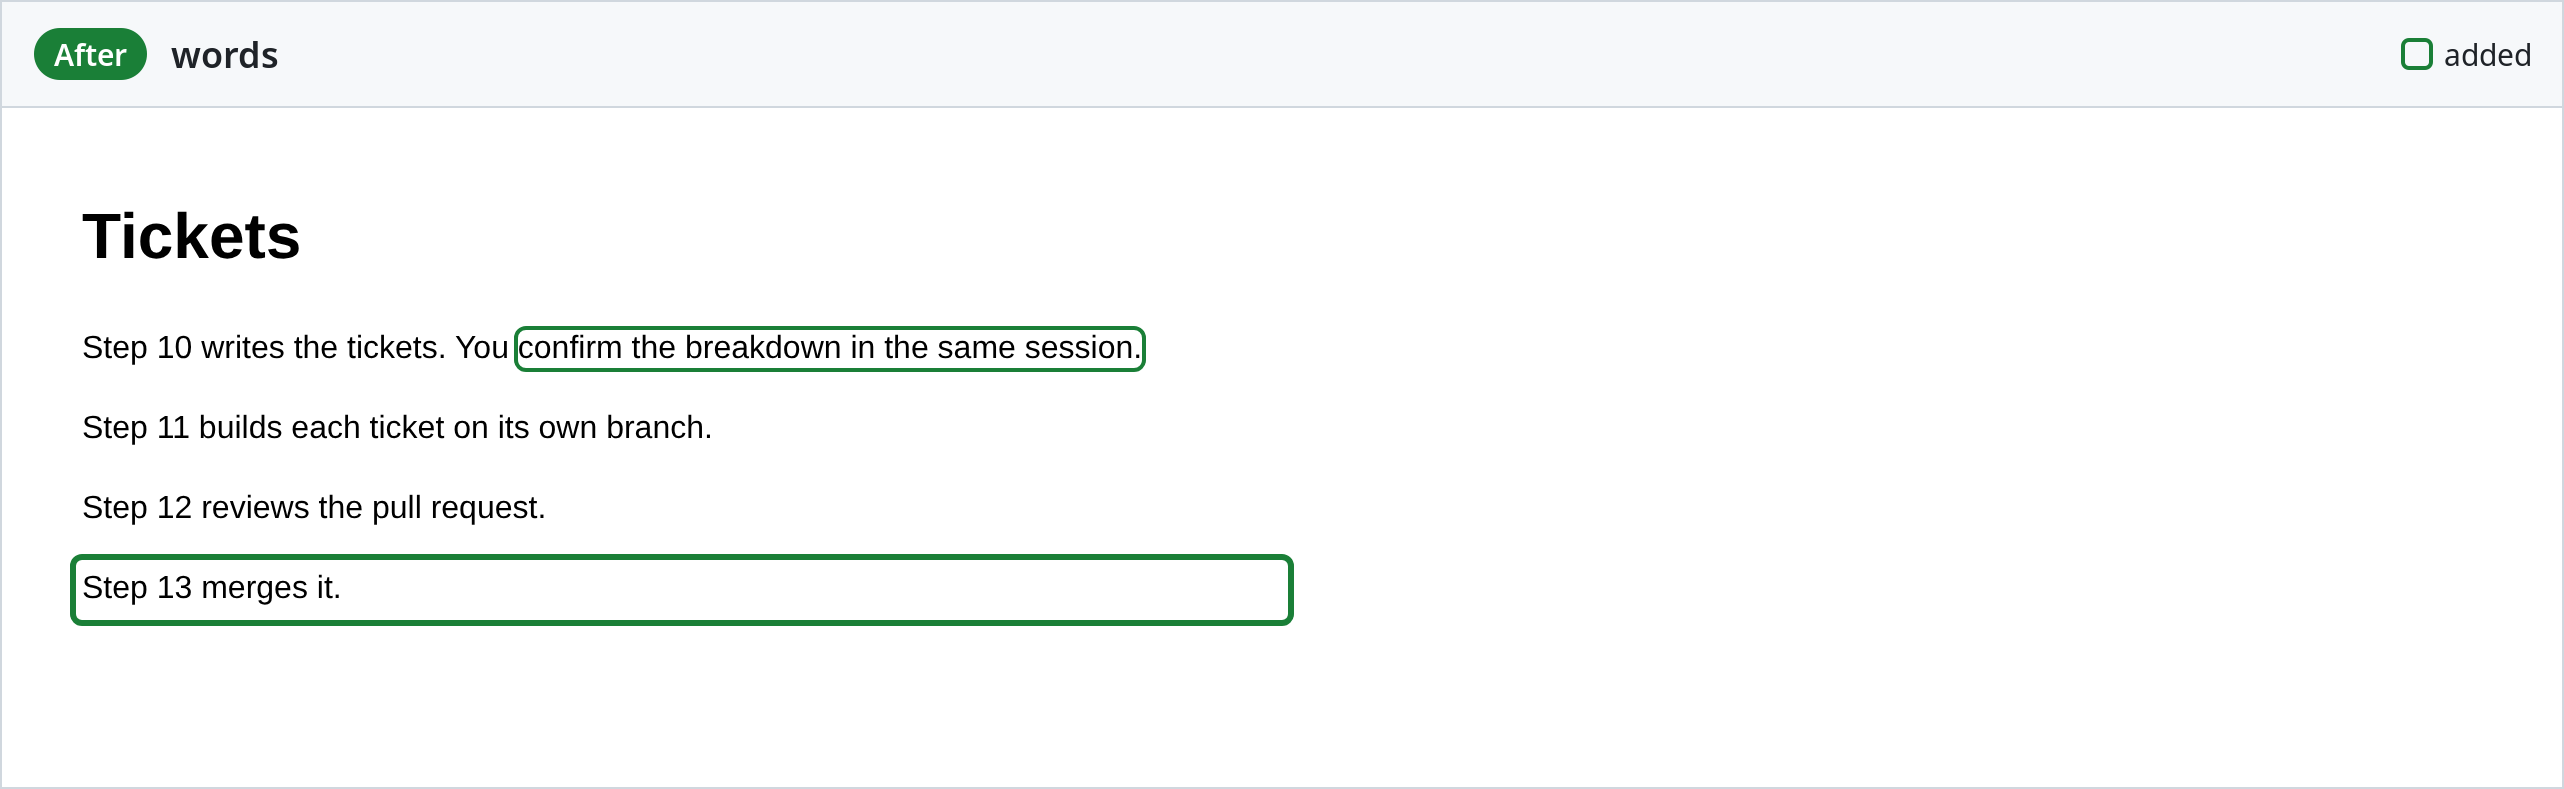 After words added
Tickets
Step 10 writes the tickets. You confirm the breakdown in the same session.
Step 11 builds each ticket on its own branch.
Step 12 reviews the pull request.
Step 13 merges it.